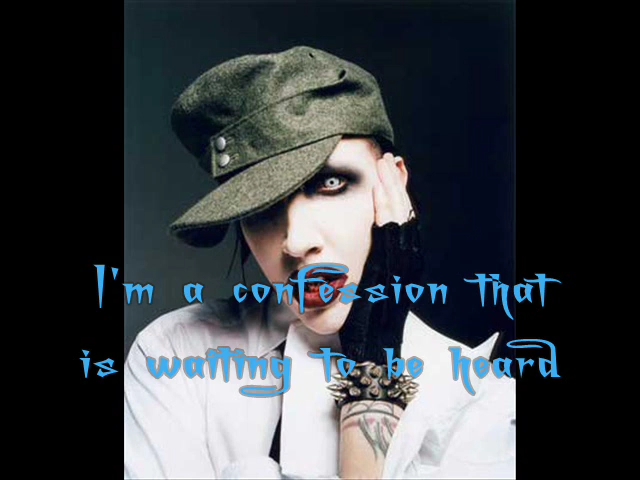 I'm a confession that
is waiting to be heard